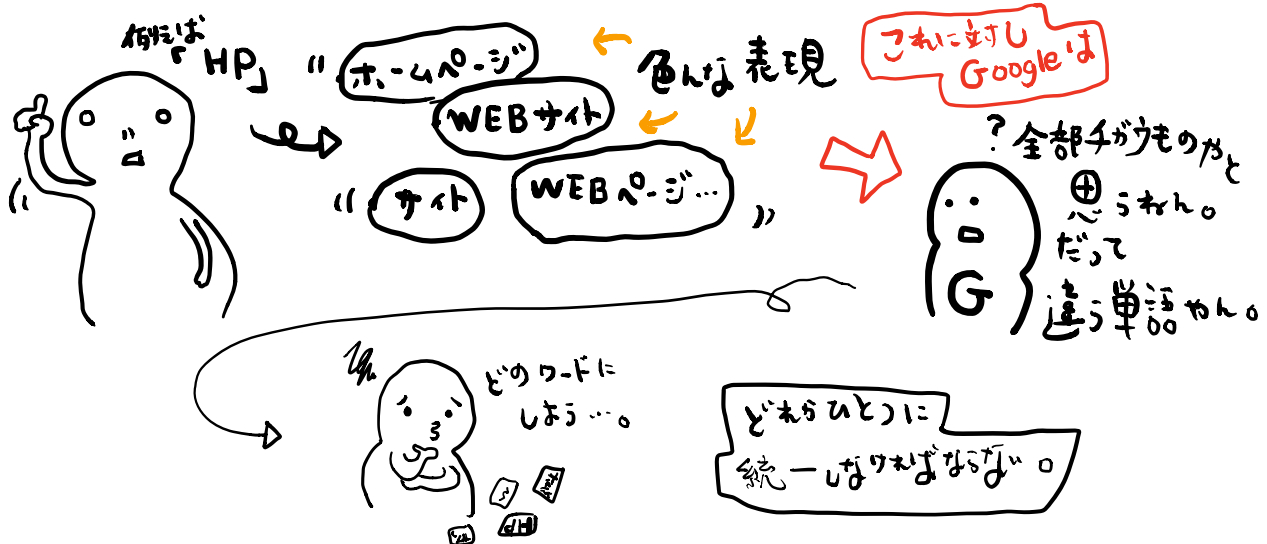 例えば
「HP」
ホームページ
WEBサイト
サイト
WEBページ…
色んな表現
これに対し
Googleは
?
全部チガウものやと
思うねん。
だって
違う単語やん。
G
どのワードに
しよう…。
どれらひとつに
統一しなければならない。